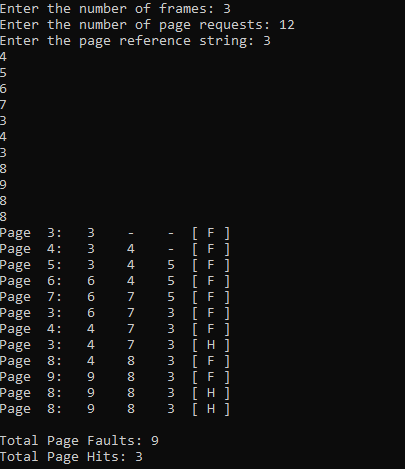 Enter the number of frames: 3
Enter the number of page requests: 12
Enter the page reference string: 3
4
5
6
7
3
4
3
8
9
8
8
Page  3:   3    -    -  [ F ]
Page  4:   3    4    -  [ F ]
Page  5:   3    4    5  [ F ]
Page  6:   6    4    5  [ F ]
Page  7:   6    7    5  [ F ]
Page  3:   6    7    3  [ F ]
Page  4:   4    7    3  [ F ]
Page  3:   4    7    3  [ H ]
Page  8:   4    8    3  [ F ]
Page  9:   9    8    3  [ F ]
Page  8:   9    8    3  [ H ]
Page  8:   9    8    3  [ H ]
Total Page Faults: 9
Total Page Hits: 3